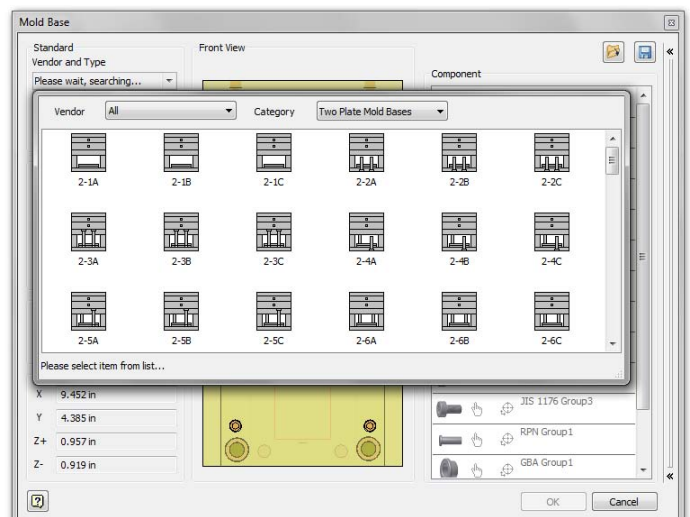 Mold Base
Standard
Vendor and Type
Please wait, searching...
Front View
Component
Vendor All Category Two Plate Mold Bases
2-1A 2-1B 2-1C 2-2A 2-2B 2-2C
2-3A 2-3B 2-3C 2-4A 2-4B 2-4C
2-5A 2-5B 2-5C 2-6A 2-6B 2-6C
Please select item from list...
X 9.452 in
Y 4.385 in
Z+ 0.957 in
Z- 0.919 in
JIS 1176 Group3
RPN Group1
GBA Group1
OK Cancel